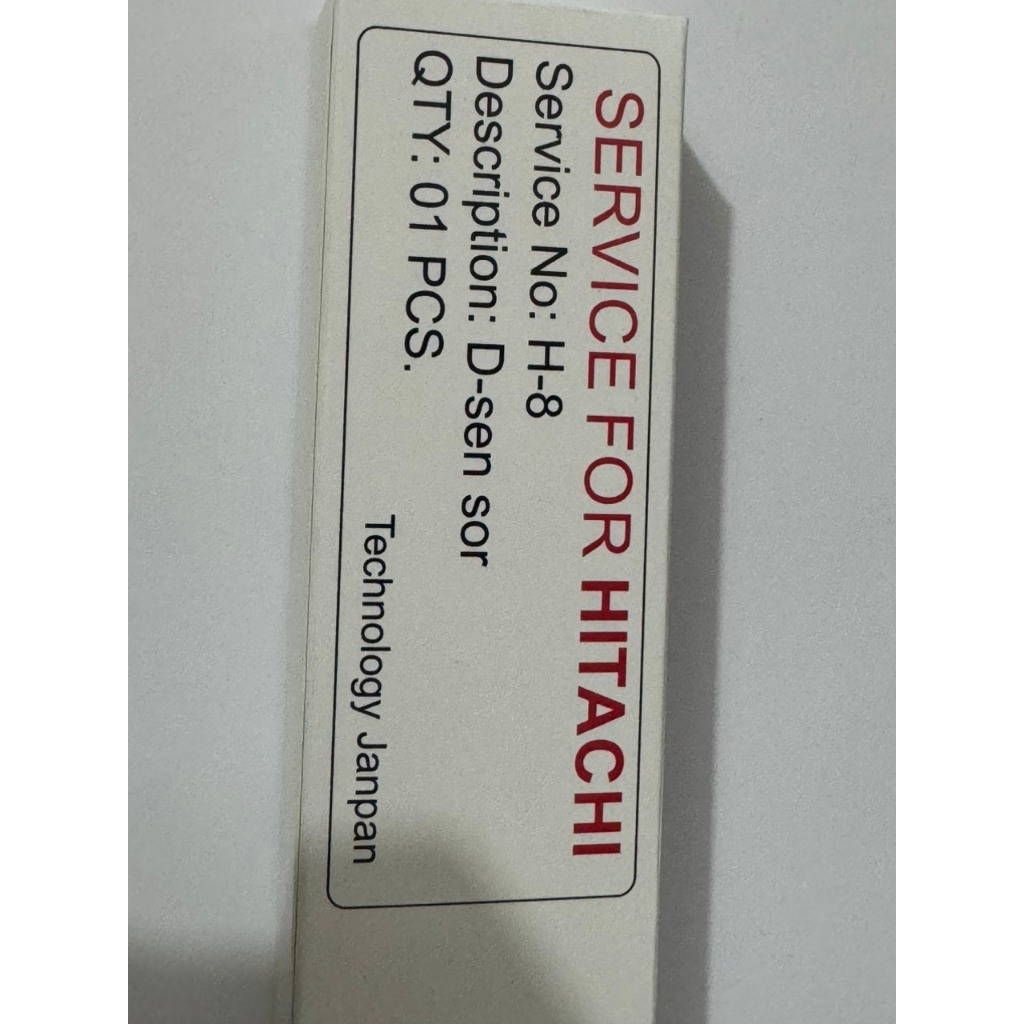 SERVICE FOR HITACHI
Service No: H-8
Description: D-sen sor
QTY: 01 PCS.
Technology Janpan